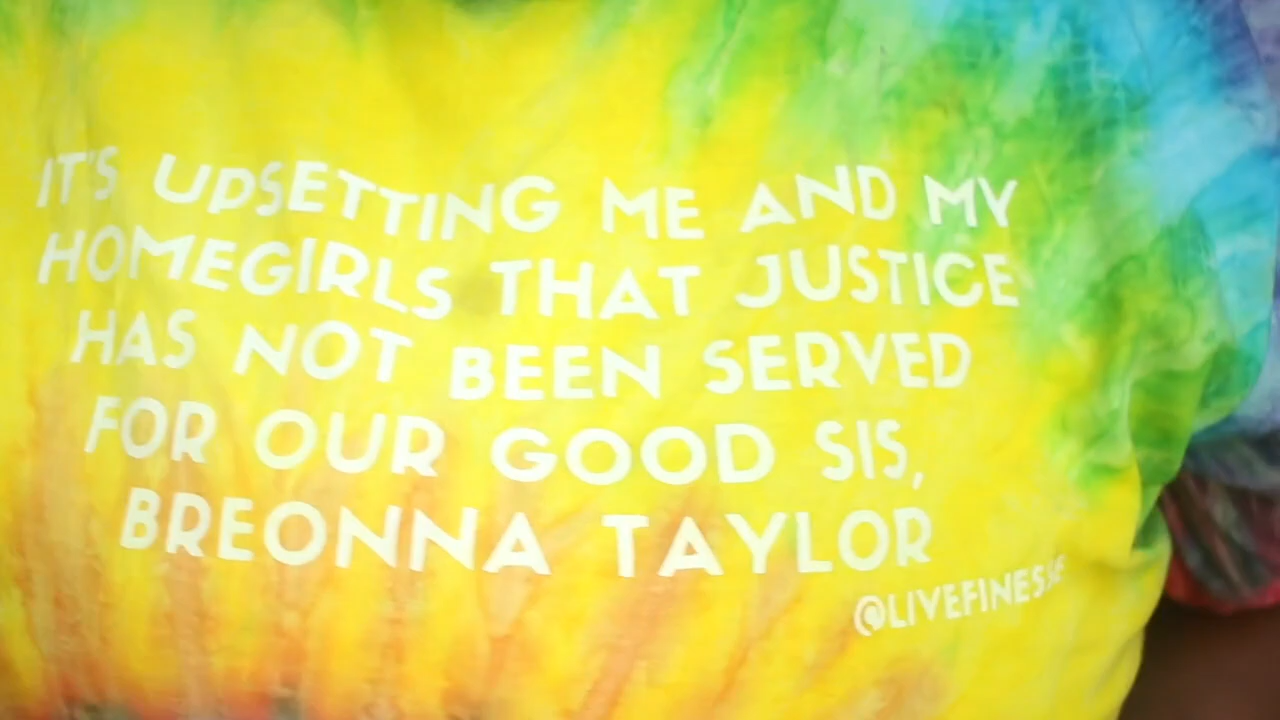 IT'S UPSETTING ME AND MY
HOMEGIRLS THAT JUSTICE
HAS NOT BEEN SERVED
FOR OUR GOOD SIS,
BREONNA TAYLOR
@LIVEFINESSE